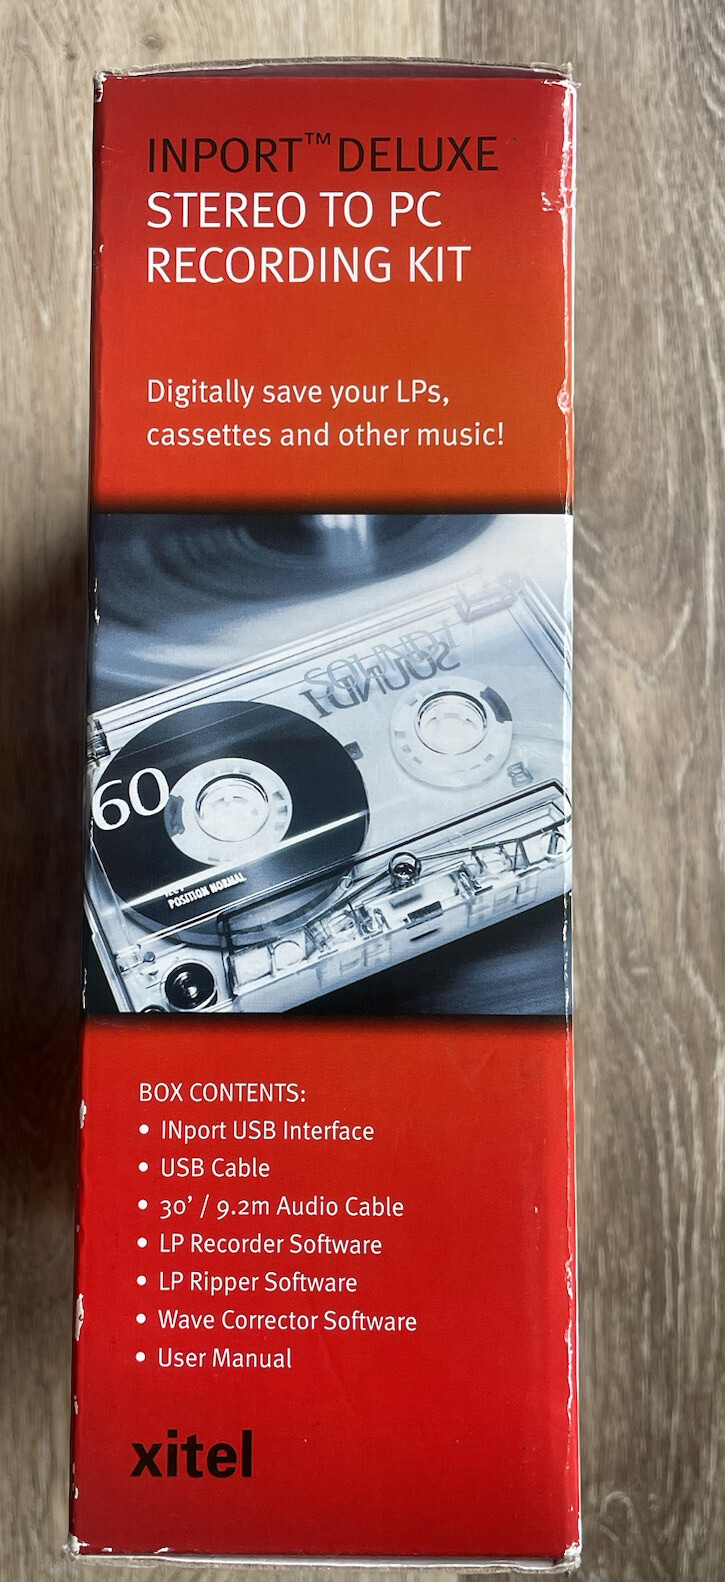 INPORT™ DELUXE
STEREO TO PC
RECORDING KIT
Digitally save your LPs,
cassettes and other music!
60
POSITION NORMAL
BOX CONTENTS:
• INport USB Interface
• USB Cable
• 30' / 9.2m Audio Cable
• LP Recorder Software
• LP Ripper Software
• Wave Corrector Software
• User Manual
xitel